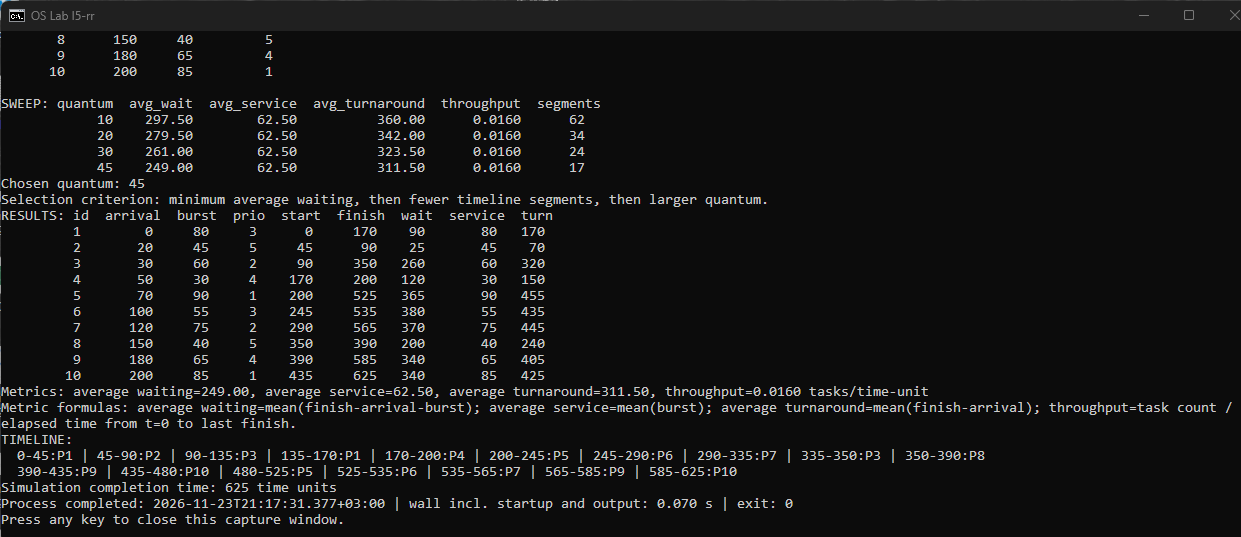 OS Lab l5-rr
8 150 40 5
9 180 65 4
10 200 85 1
SWEEP: quantum avg_wait avg_service avg_turnaround throughput segments
10 297.50 62.50 360.00 0.0160 62
20 279.50 62.50 342.00 0.0160 34
30 261.00 62.50 323.50 0.0160 24
45 249.00 62.50 311.50 0.0160 17
Chosen quantum: 45
Selection criterion: minimum average waiting, then fewer timeline segments, then larger quantum.
RESULTS: id arrival burst prio start finish wait service turn
1 0 80 3 0 170 90 80 170
2 20 45 5 45 90 25 45 70
3 30 60 2 90 350 260 60 320
4 50 30 4 170 200 120 30 150
5 70 90 1 200 525 365 90 455
6 100 55 3 245 535 380 55 435
7 120 75 2 290 565 370 75 445
8 150 40 5 350 390 200 40 240
9 180 65 4 390 585 340 65 405
10 200 85 1 435 625 340 85 425
Metrics: average waiting=249.00, average service=62.50, average turnaround=311.50, throughput=0.0160 tasks/time-unit
Metric formulas: average waiting=mean(finish-arrival-burst); average service=mean(burst); average turnaround=mean(finish-arrival); throughput=task count /
elapsed time from t=0 to last finish.
TIMELINE:
0-45:P1 | 45-90:P2 | 90-135:P3 | 135-170:P1 | 170-200:P4 | 200-245:P5 | 245-290:P6 | 290-335:P7 | 335-350:P3 | 350-390:P8
390-435:P9 | 435-480:P10 | 480-525:P5 | 525-535:P6 | 535-565:P7 | 565-585:P9 | 585-625:P10
Simulation completion time: 625 time units
Process completed: 2026-11-23T21:17:31.377+03:00 | wall incl. startup and output: 0.070 s | exit: 0
Press any key to close this capture window.